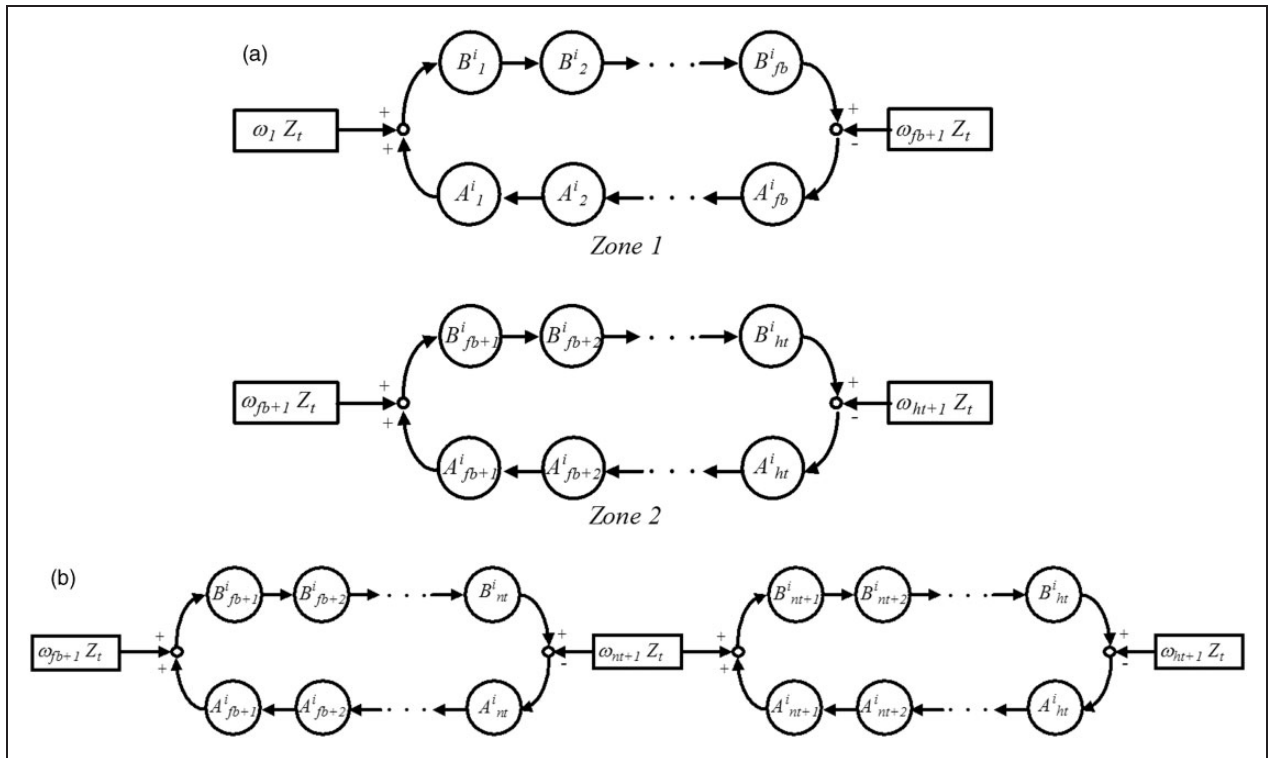 (a)
B^i_1 B^i_2 · · · B^i_fb
+ +
ω_1 Z_t ω_fb+1 Z_t
+ -
A^i_1 A^i_2 · · · A^i_fb
Zone 1
B^i_fb+1 B^i_fb+2 · · · B^i_ht
+ +
ω_fb+1 Z_t ω_ht+1 Z_t
+ -
A^i_fb+1 A^i_fb+2 · · · A^i_ht
Zone 2
(b)
B^i_fb+1 B^i_fb+2 · · · B^i_nt B^i_nt+1 B^i_nt+2 · · · B^i_ht
+ + + +
ω_fb+1 Z_t ω_nt+1 Z_t ω_ht+1 Z_t
+ - + -
A^i_fb+1 A^i_fb+2 · · · A^i_nt A^i_nt+1 A^i_nt+2 · · · A^i_ht